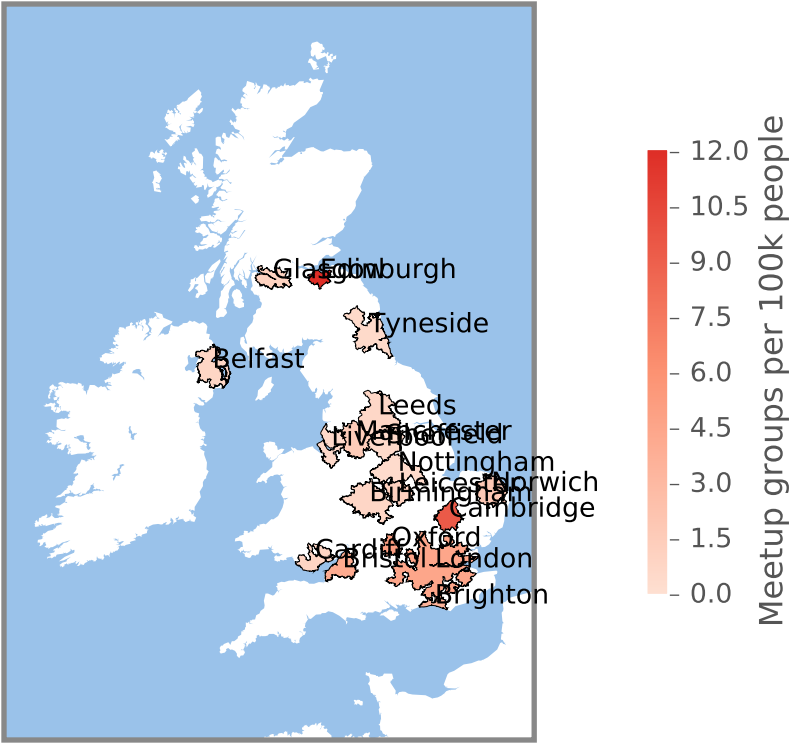 Glasgow
Edinburgh
Tyneside
Belfast
Leeds
Manchester
Sheffield
Liverpool
Nottingham
Leicester
Norwich
Birmingham
Cambridge
Oxford
Cardiff
Bristol
London
Brighton
12.0
10.5
9.0
7.5
6.0
4.5
3.0
1.5
0.0
Meetup groups per 100k people